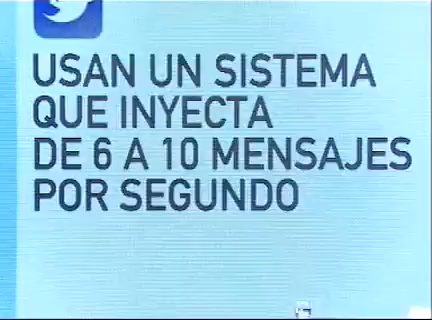 USAN UN SISTEMA
QUE INYECTA
DE 6 A 10 MENSAJES
POR SEGUNDO